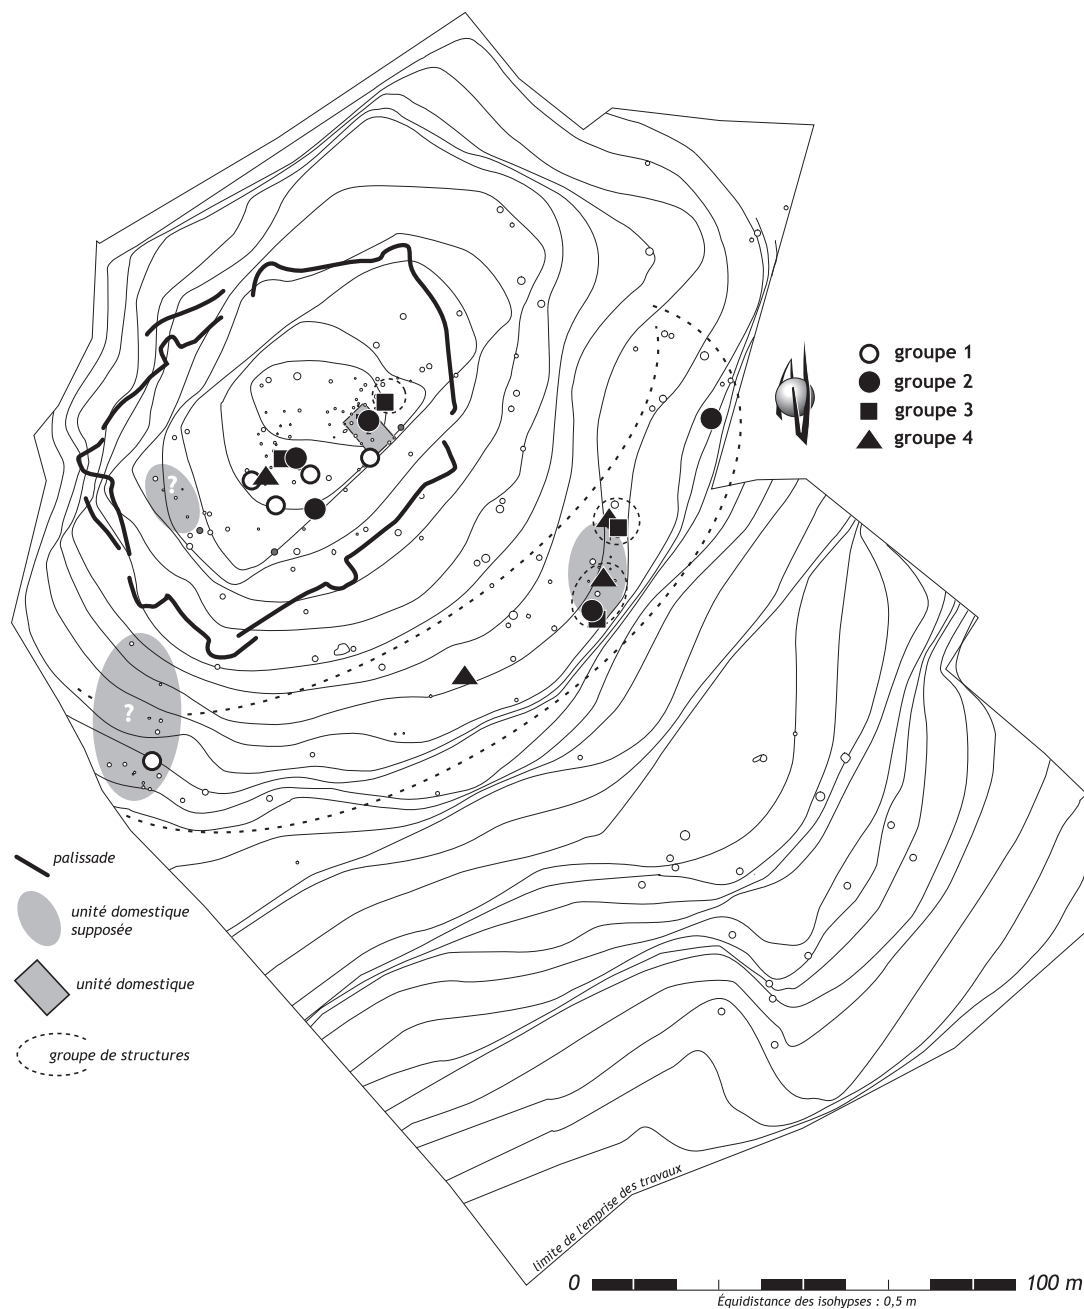 groupe 1
groupe 2
groupe 3
groupe 4
?
?
palissade
unité domestique
supposée
unité domestique
groupe de structures
limite de l'emprise des travaux
0
100 m
Équidistance des isohypses : 0,5 m